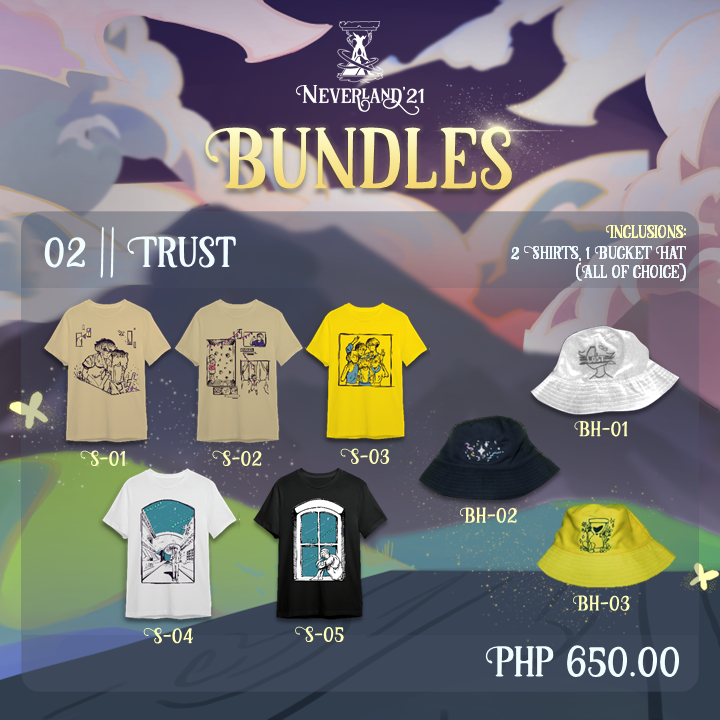 Neverland'21
Bundles
02 || Trust
Inclusions:
2 Shirts, 1 Bucket Hat
(All of choice)
S-01
S-02
S-03
BH-01
BH-02
S-04
S-05
BH-03
PHP 650.00